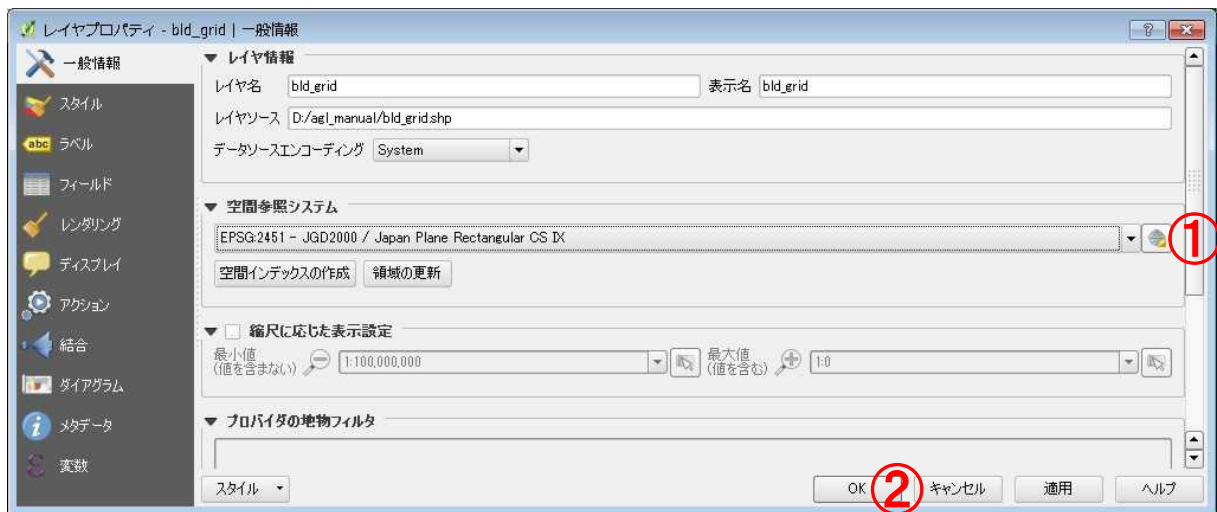 レイヤプロパティ - bld_grid | 一般情報
一般情報
スタイル
ラベル
フィールド
レンダリング
ディスプレイ
アクション
結合
ダイアグラム
メタデータ
変数
abc
▼ レイヤ情報
レイヤ名 bld_grid 表示名 bld_grid
レイヤソース D:/agl_manual/bld_grid.shp
データソースエンコーディング System
▼ 空間参照システム
EPSG:2451 - JGD2000 / Japan Plane Rectangular CS IX
①
空間インデックスの作成 領域の更新
▼ 縮尺に応じた表示設定
最小値
(値を含まない) 1:100,000,000
最大値
(値を含む) 1:0
▼ プロバイダの地物フィルタ
スタイル OK ② キャンセル 適用 ヘルプ